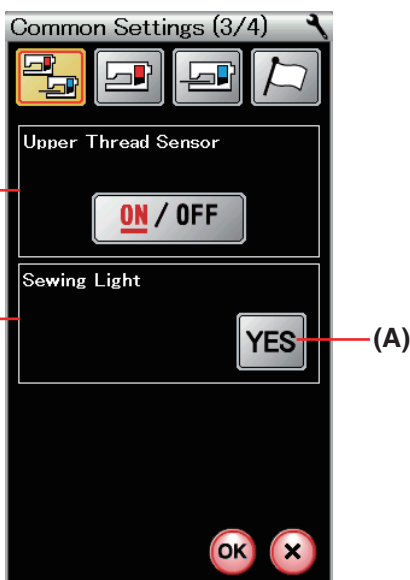 Common Settings (3/4)
Upper Thread Sensor
ON / OFF
Sewing Light
YES
(A)
OK